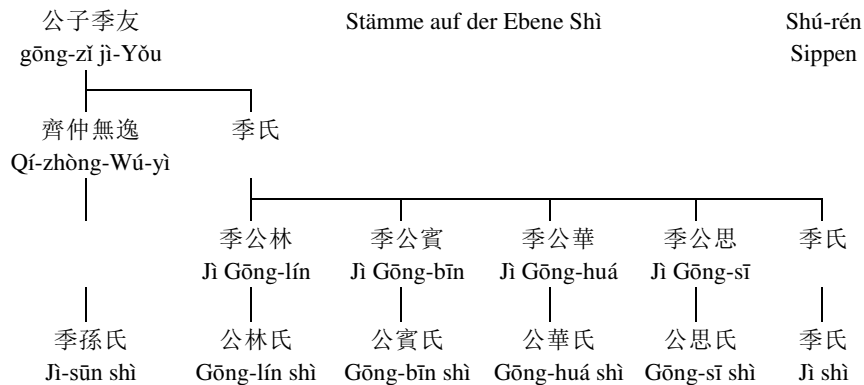 公子季友 Stämme auf der Ebene Shì Shú-rén
gōng-zǐ jì-Yǒu Sippen
齊仲無逸 季氏
Qí-zhòng-Wú-yì
季公林 季公賓 季公華 季公思 季氏
Jì Gōng-lín Jì Gōng-bīn Jì Gōng-huá Jì Gōng-sī
季孫氏 公林氏 公賓氏 公華氏 公思氏 季氏
Jì-sūn shì Gōng-lín shì Gōng-bīn shì Gōng-huá shì Gōng-sī shì Jì shì